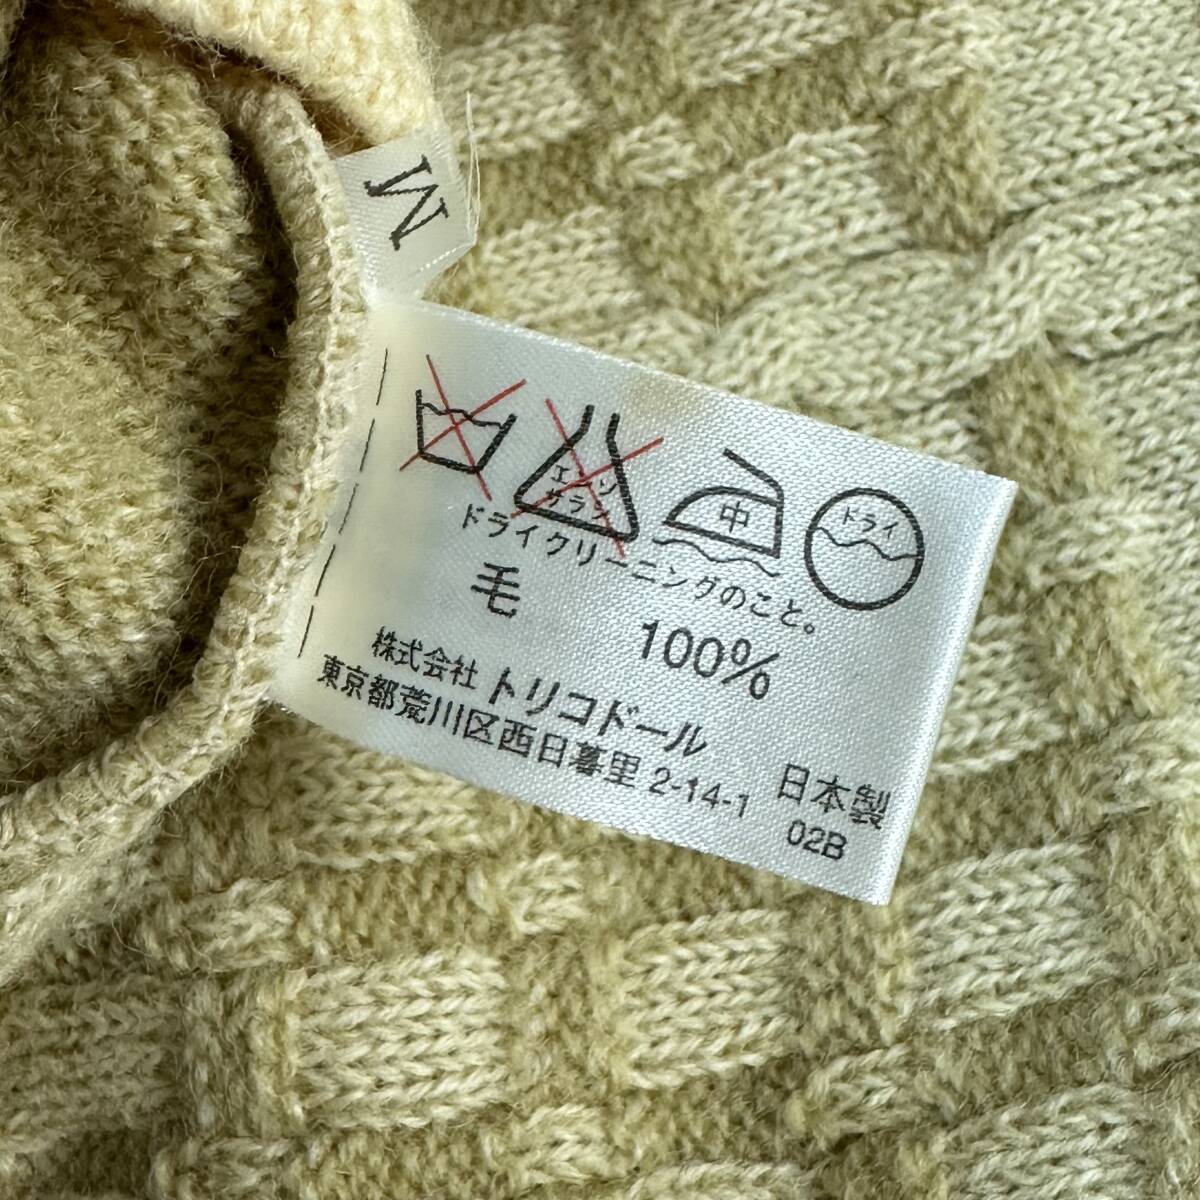 M
エンソ
サラシ
中
ドライ
ドライクリーニングのこと。
毛 100%
株式会社 トリコドール
東京都荒川区西日暮里 2-14-1
日本製
02B